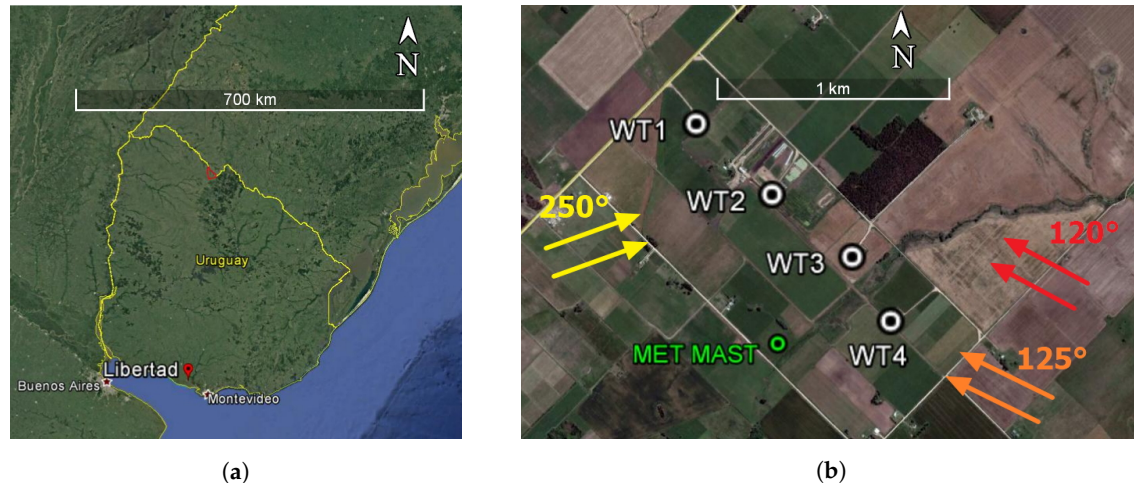 N
700 km
Uruguay
Libertad
Buenos Aires
Montevideo
(a)
N
1 km
WT1
WT2
250°
120°
WT3
MET MAST
WT4
125°
(b)